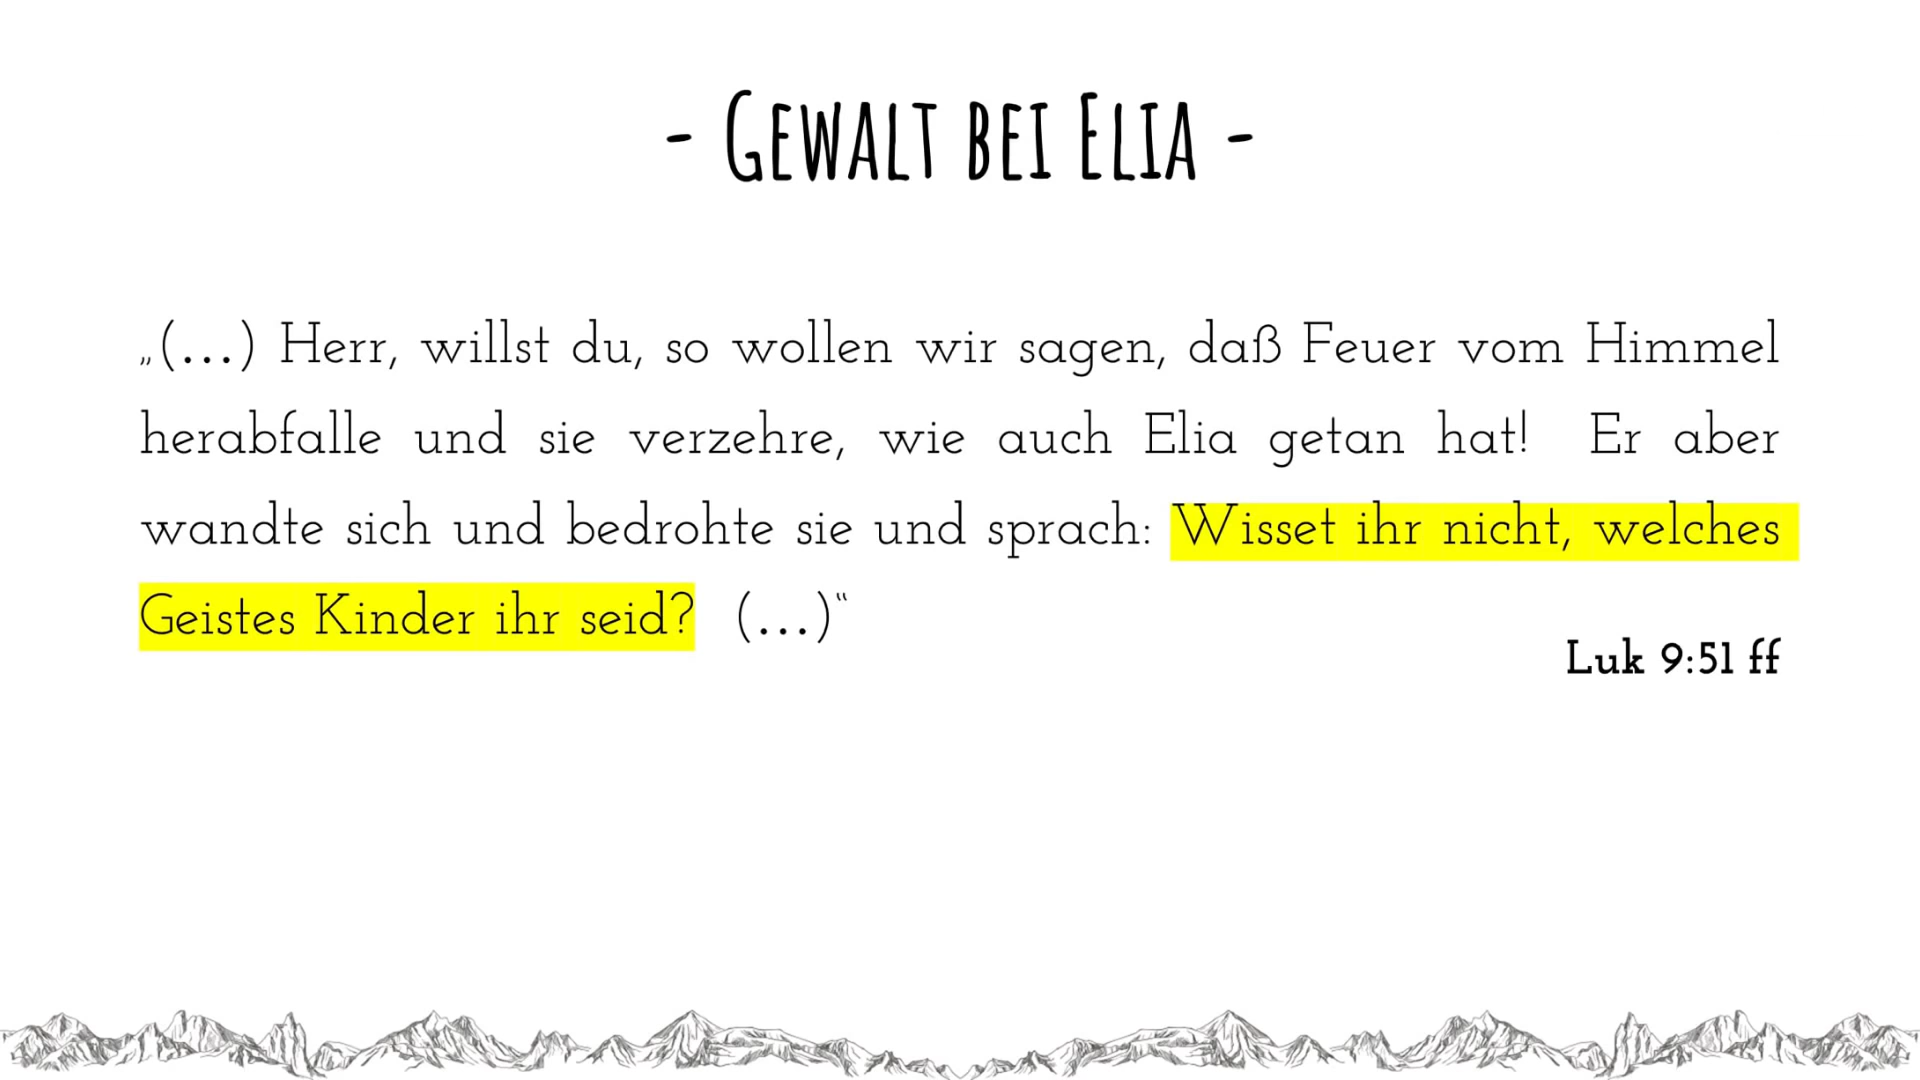 - Gewalt bei Elia -
„(...) Herr, willst du, so wollen wir sagen, daß Feuer vom Himmel
herabfalle und sie verzehre, wie auch Elia getan hat! Er aber
wandte sich und bedrohte sie und sprach: Wisset ihr nicht, welches
Geistes Kinder ihr seid? (...)“
Luk 9:51 ff